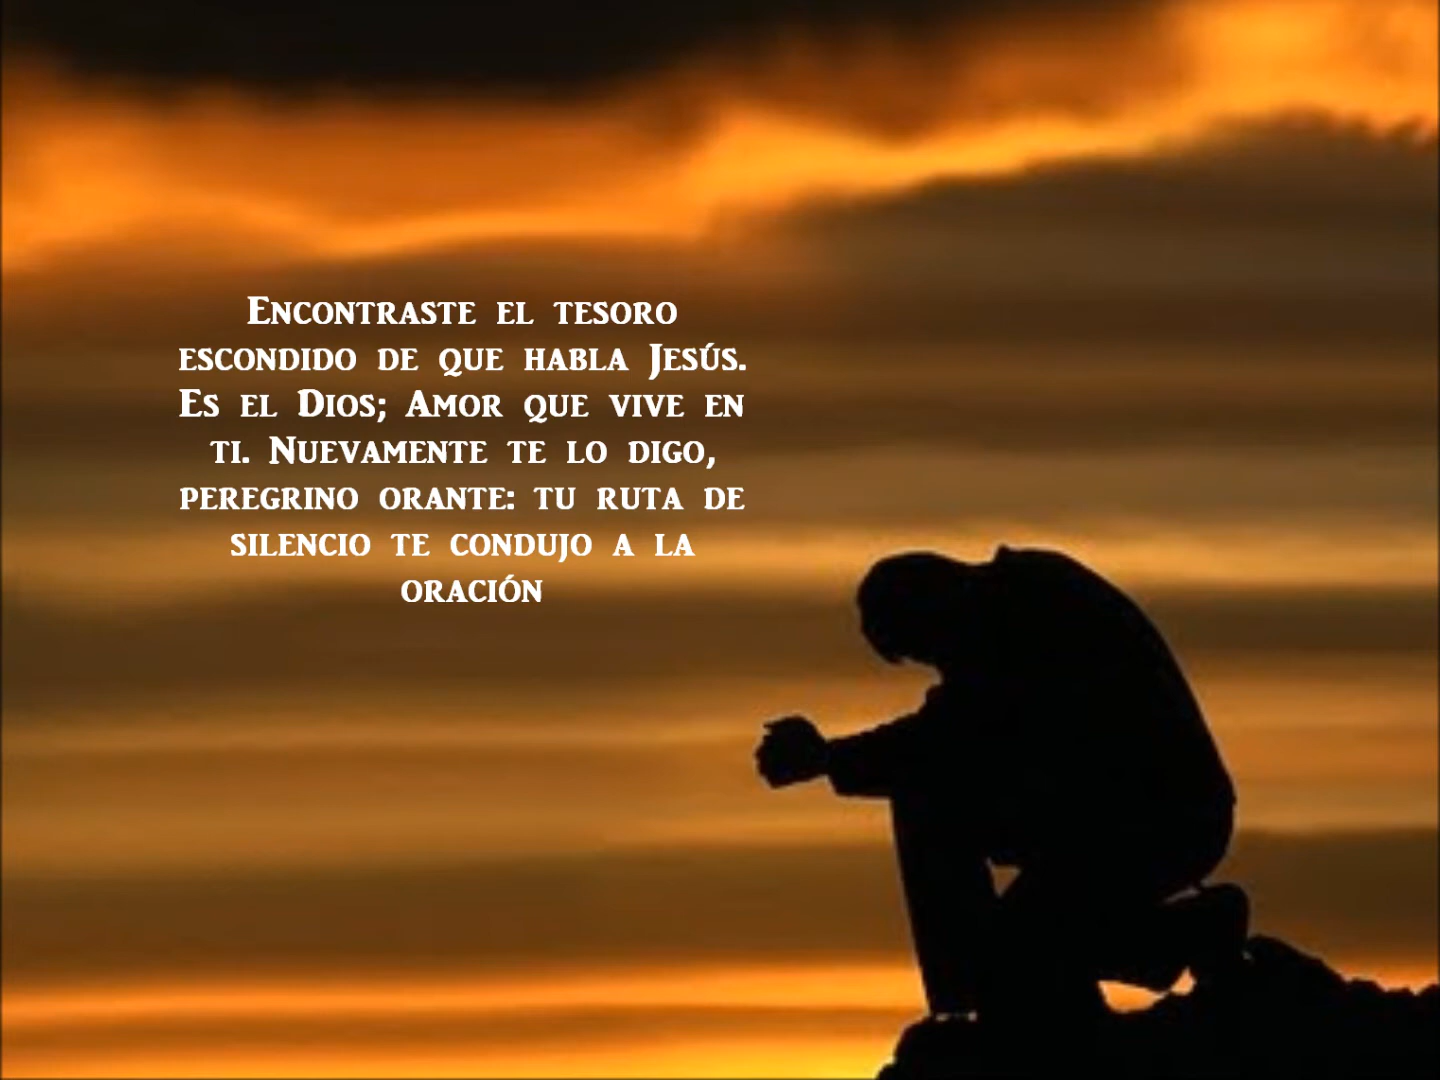 Encontraste el tesoro
escondido de que habla Jesús.
Es el Dios; Amor que vive en
ti. Nuevamente te lo digo,
peregrino orante: tu ruta de
silencio te condujo a la
oración